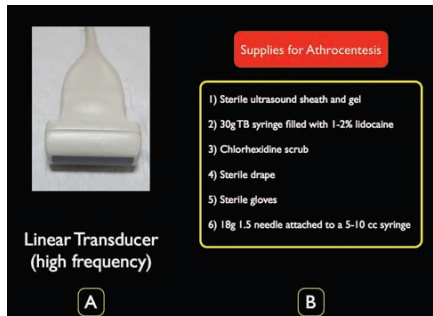 Supplies for Athrocentesis
1) Sterile ultrasound sheath and gel
2) 30g TB syringe filled with 1-2% lidocaine
3) Chlorhexidine scrub
4) Sterile drape
5) Sterile gloves
6) 18g 1.5 needle attached to a 5-10 cc syringe
Linear Transducer
(high frequency)
A
B